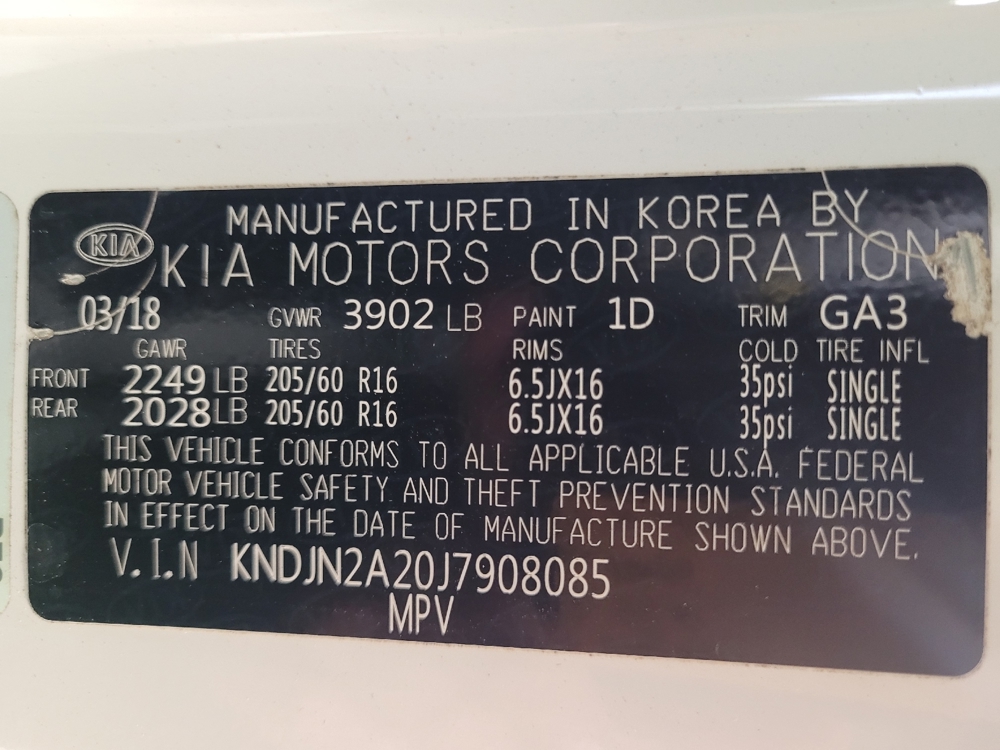 MANUFACTURED IN KOREA BY
KIA KIA MOTORS CORPORATION
03/18 GVWR 3902 LB PAINT 1D TRIM GA3
GAWR TIRES RIMS COLD TIRE INFL
FRONT 2249 LB 205/60 R16 6.5JX16 35psi SINGLE
REAR 2028 LB 205/60 R16 6.5JX16 35psi SINGLE
THIS VEHICLE CONFORMS TO ALL APPLICABLE U.S.A. FEDERAL
MOTOR VEHICLE SAFETY AND THEFT PREVENTION STANDARDS
IN EFFECT ON THE DATE OF MANUFACTURE SHOWN ABOVE.
V.I.N KNDJN2A20J7908085
MPV